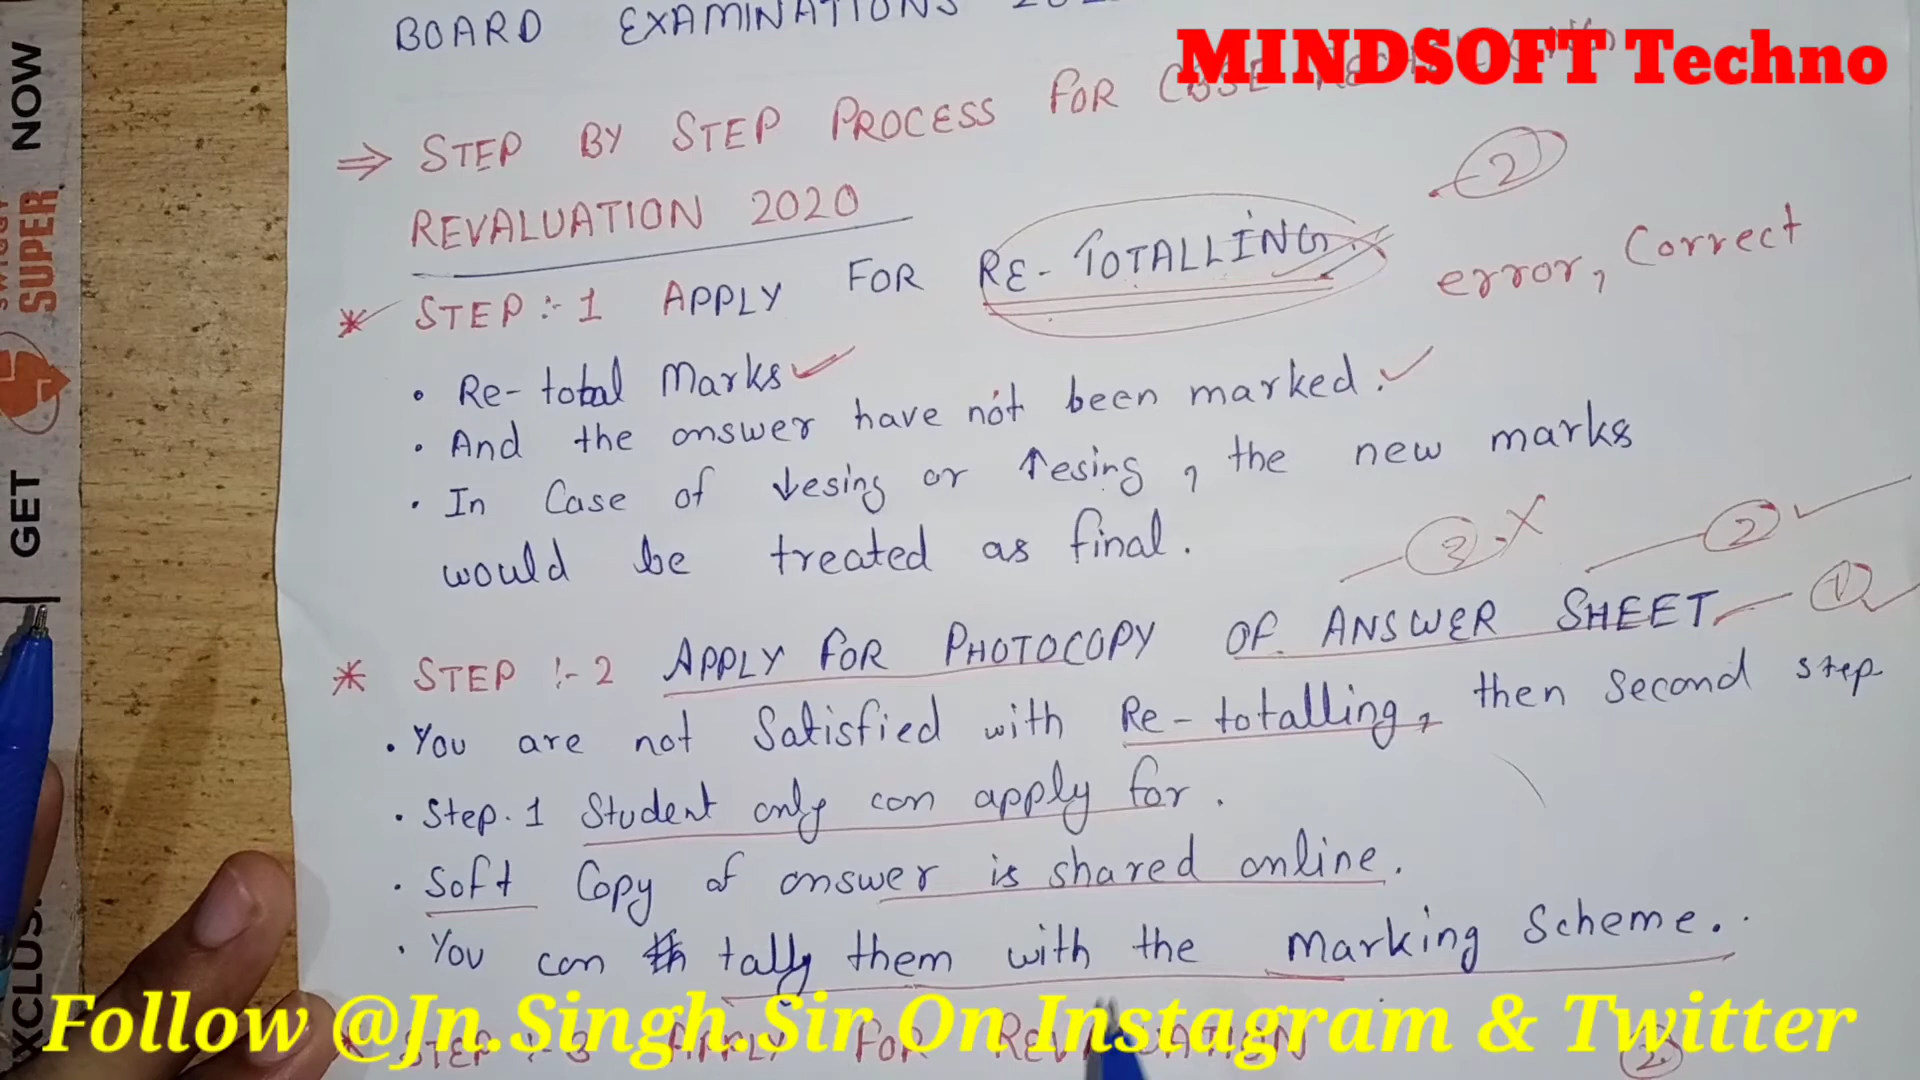 BOARD EXAMINATIONS
MINDSOFT Techno
⇒ STEP BY STEP PROCESS FOR CBSE
REVALUATION 2020
2
* STEP :- 1 APPLY FOR RE-TOTALLING.
error, Correct
• Re-total Marks ✓
• And the answer have not been marked. ✓
• In Case of ↓esing or ↑esing, the new marks
would be treated as final.
2 ✓
1 ✓
* STEP :- 2 APPLY FOR PHOTOCOPY OF ANSWER SHEET
• You are not Satisfied with Re-totalling, then Second step
• Step. 1 Student only can apply for.
• Soft Copy of answer is shared online.
• You can tally them with the marking Scheme.
* STEP :- 3 APPLY FOR REVALUATION
Follow @Jn.Singh.Sir On Instagram & Twitter
NOW
SUPER
GET